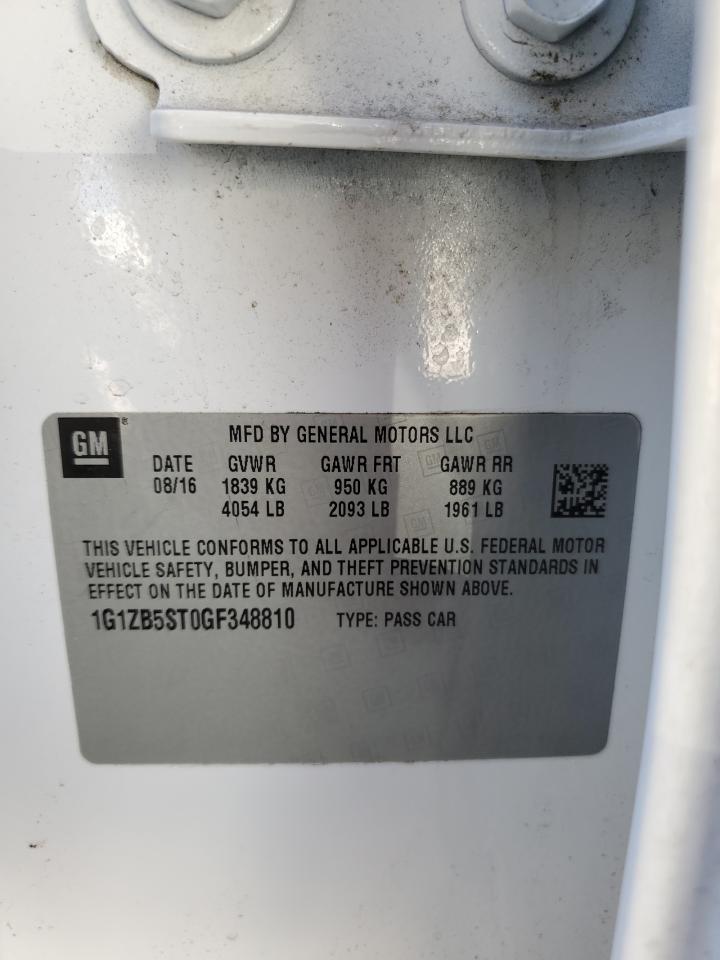 GM®
MFD BY GENERAL MOTORS LLC
DATE GVWR GAWR FRT GAWR RR
08/16 1839 KG 950 KG 889 KG
4054 LB 2093 LB 1961 LB
THIS VEHICLE CONFORMS TO ALL APPLICABLE U.S. FEDERAL MOTOR
VEHICLE SAFETY, BUMPER, AND THEFT PREVENTION STANDARDS IN
EFFECT ON THE DATE OF MANUFACTURE SHOWN ABOVE.
1G1ZB5ST0GF348810 TYPE: PASS CAR